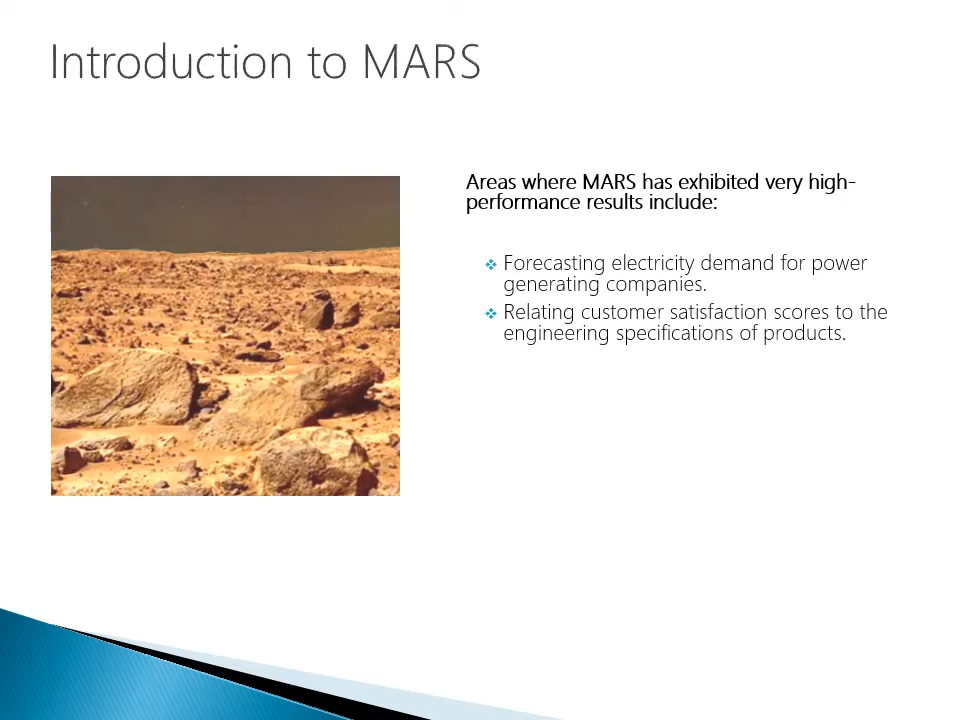 Introduction to MARS
Areas where MARS has exhibited very high-
performance results include:
Forecasting electricity demand for power
generating companies.
Relating customer satisfaction scores to the
engineering specifications of products.